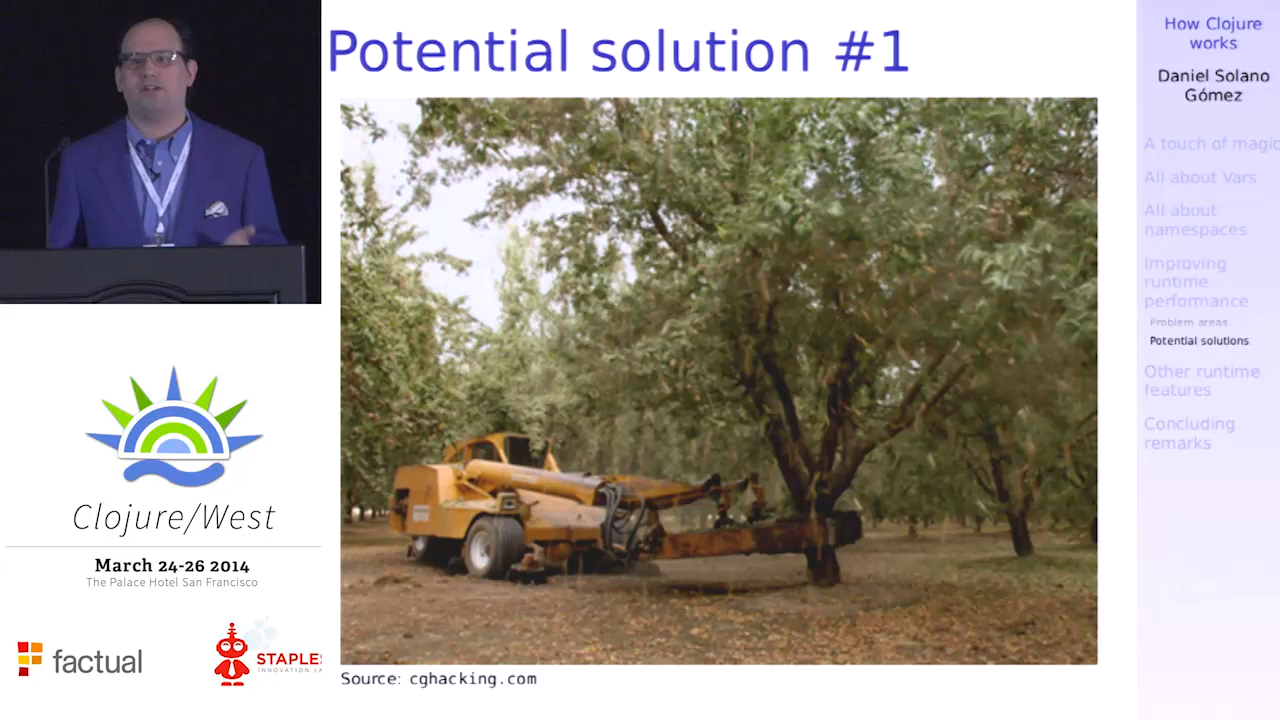 Potential solution #1
Source: cghacking.com
How Clojure
works
Daniel Solano
Gómez
A touch of magic
All about Vars
All about
namespaces
Improving
runtime
performance
Problem areas
Potential solutions
Other runtime
features
Concluding
remarks
Clojure/West
March 24-26 2014
The Palace Hotel San Francisco
factual
STAPLES
INNOVATION LA